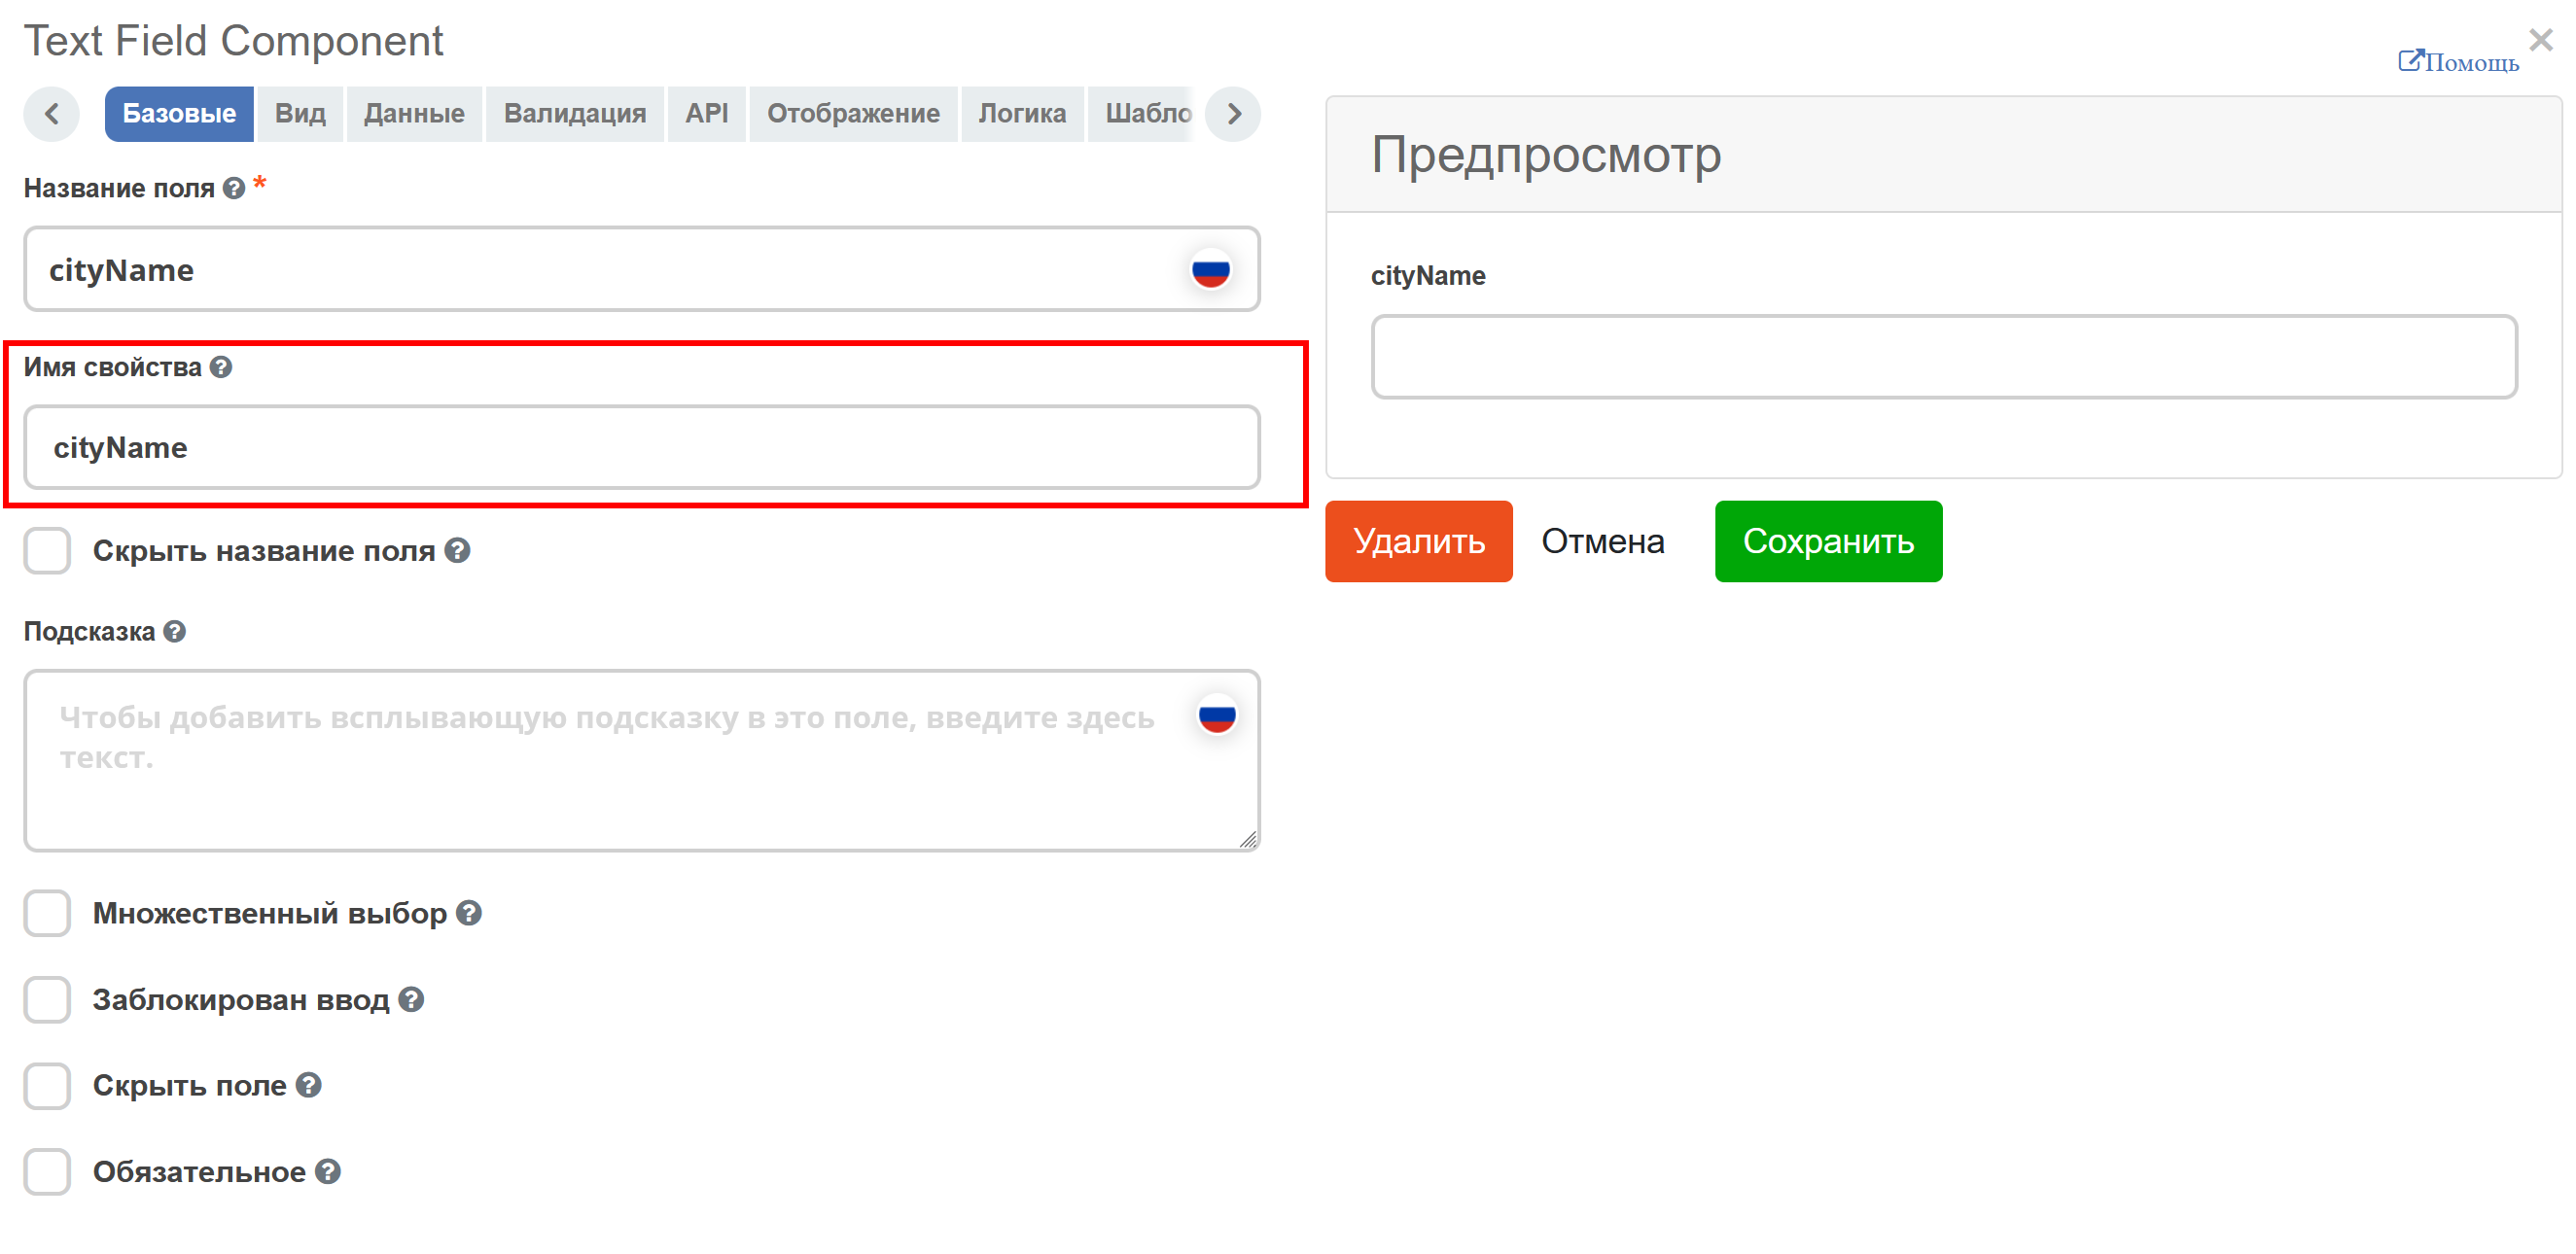 Text Field Component
Помощь
Базовые Вид Данные Валидация API Отображение Логика Шабло
Название поля *
cityName
Имя свойства
cityName
Скрыть название поля
Подсказка
Чтобы добавить всплывающую подсказку в это поле, введите здесь
текст.
Множественный выбор
Заблокирован ввод
Скрыть поле
Обязательное
Предпросмотр
cityName
Удалить Отмена Сохранить